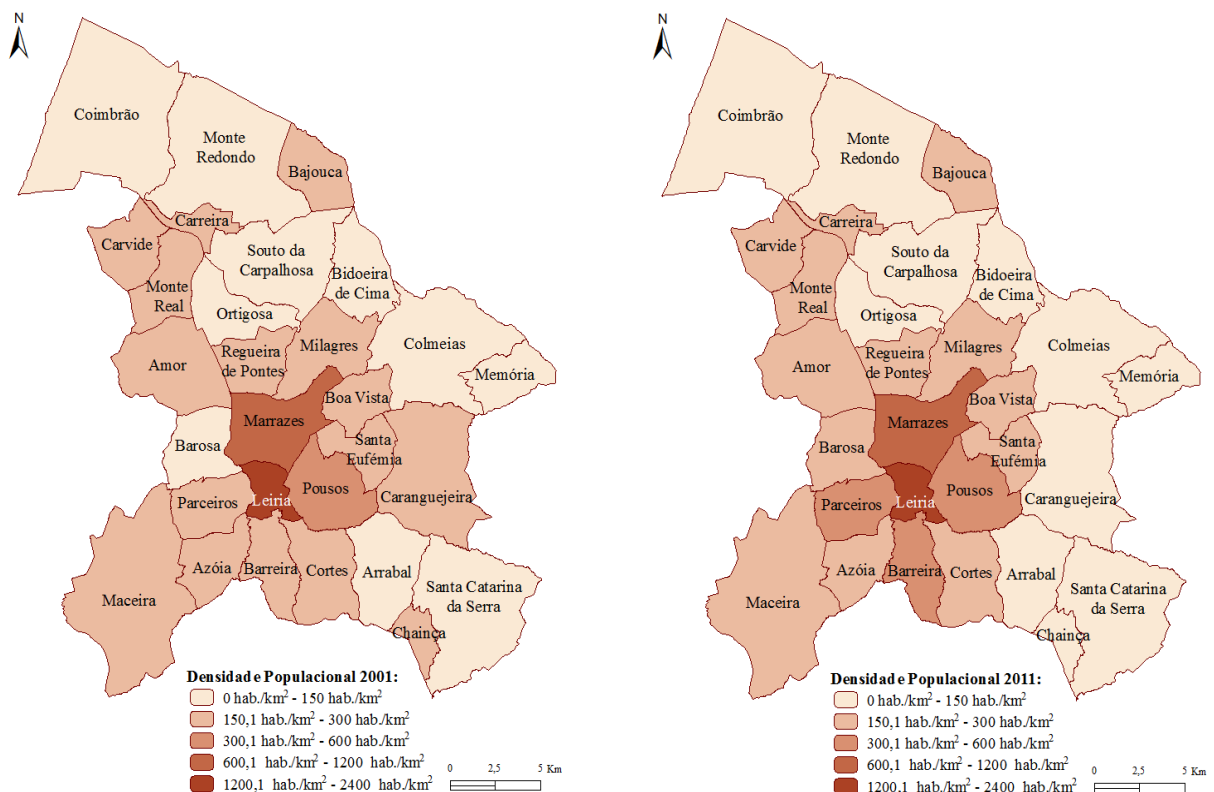 N
Coimbrão
Monte
Redondo
Bajouca
Carreira
Carvide
Souto da
Carpalhosa
Bidoeira
de Cima
Monte
Real
Ortigosa
Milagres
Colmeias
Regueira
de Pontes
Amor
Memória
Boa Vista
Marrazes
Barosa
Santa
Eufémia
Pousos
Caranguejeira
Leiria
Parceiros
Azóia
Barreira
Cortes
Arrabal
Santa Catarina
da Serra
Maceira
Chainça
Densidade Populacional 2001:
0 hab./km² - 150 hab./km²
150,1 hab./km² - 300 hab./km²
300,1 hab./km² - 600 hab./km²
600,1 hab./km² - 1200 hab./km²
1200,1 hab./km² - 2400 hab./km²
0 2,5 5 Km
N
Coimbrão
Monte
Redondo
Bajouca
Carreira
Carvide
Souto da
Carpalhosa
Bidoeira
de Cima
Monte
Real
Ortigosa
Milagres
Colmeias
Regueira
de Pontes
Amor
Memória
Boa Vista
Marrazes
Barosa
Santa
Eufémia
Pousos
Caranguejeira
Leiria
Parceiros
Azóia
Barreira
Cortes
Arrabal
Santa Catarina
da Serra
Maceira
Chainça
Densidade Populacional 2011:
0 hab./km² - 150 hab./km²
150,1 hab./km² - 300 hab./km²
300,1 hab./km² - 600 hab./km²
600,1 hab./km² - 1200 hab./km²
1200,1 hab./km² - 2400 hab./km²
0 2,5 5 Km